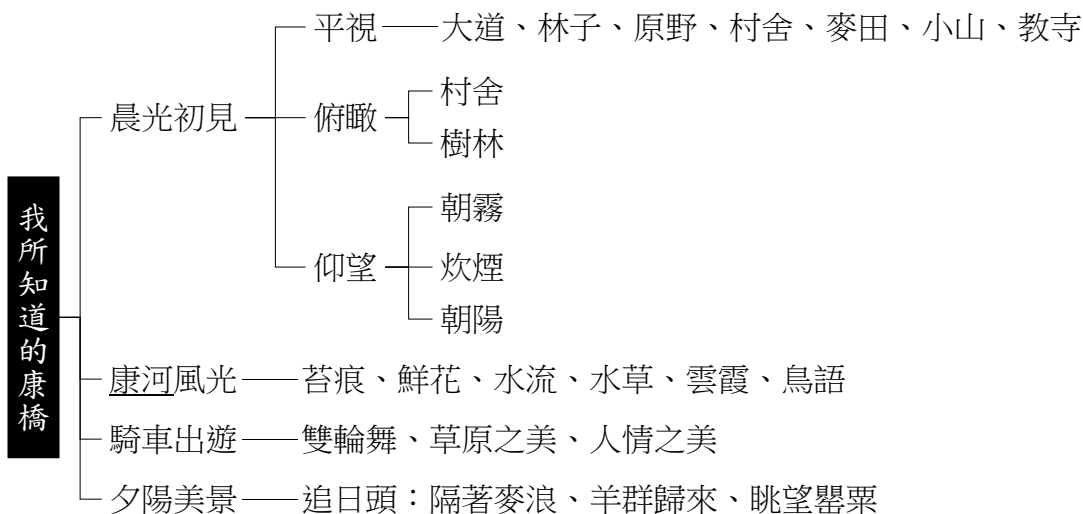 我所知道的康橋
晨光初見
平視
大道、林子、原野、村舍、麥田、小山、教寺
俯瞰
村舍
樹林
仰望
朝霧
炊煙
朝陽
康河風光
苔痕、鮮花、水流、水草、雲霞、鳥語
騎車出遊
雙輪舞、草原之美、人情之美
夕陽美景
追日頭：隔著麥浪、羊群歸來、眺望罌粟